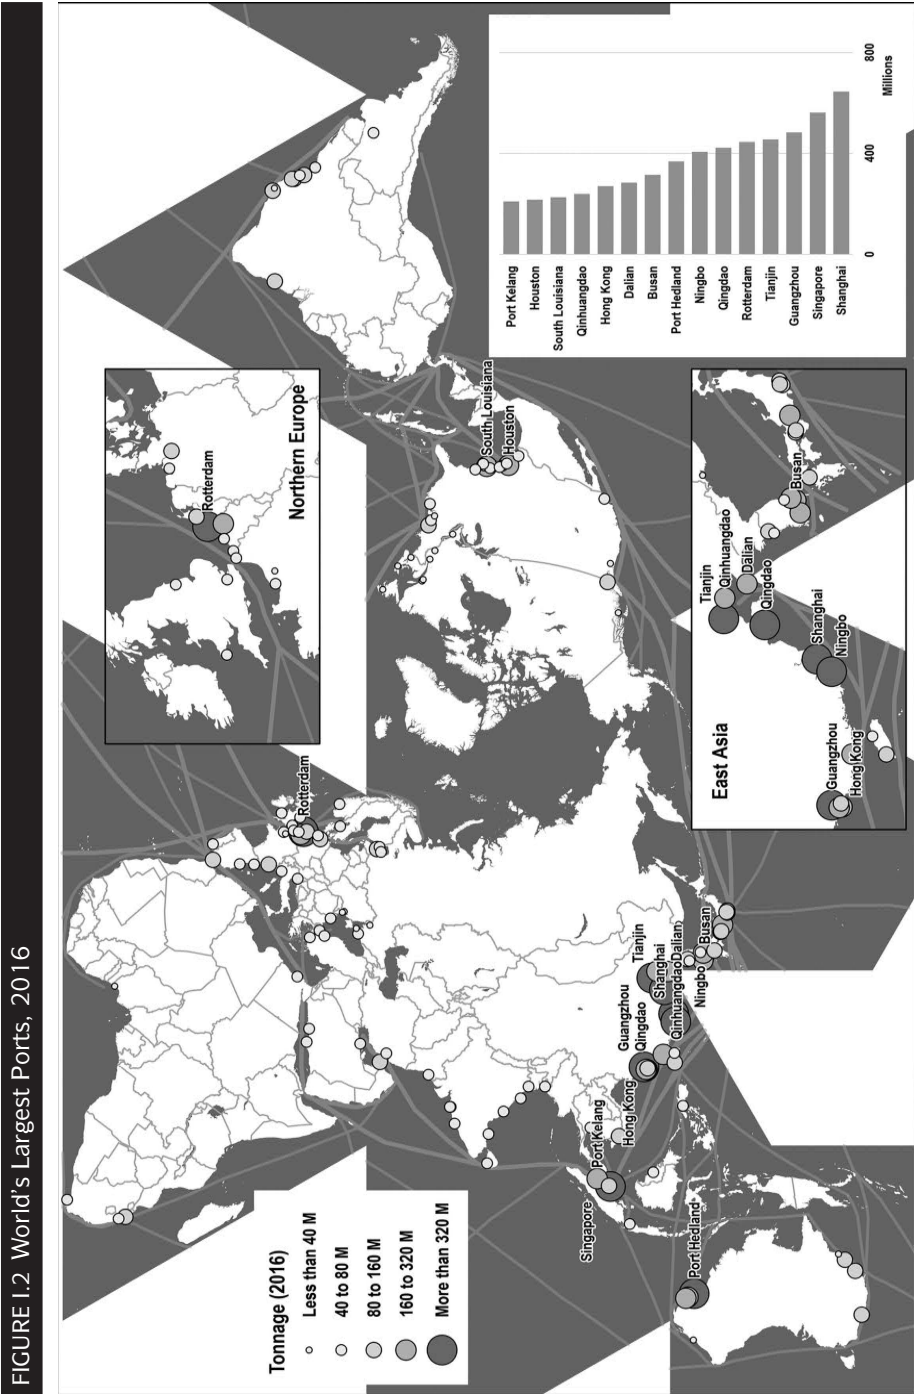 FIGURE I.2 World's Largest Ports, 2016
Rotterdam
Northern Europe
South Louisiana
Houston
Rotterdam
Tianjin
Shanghai
Guangzhou
Qingdao
Qinhuangdao
Dalian
Ningbo
Busan
Hong Kong
Port Kelang
Singapore
Port Hedland
Tonnage (2016)
Less than 40 M
40 to 80 M
80 to 160 M
160 to 320 M
More than 320 M
East Asia
Tianjin
Qinhuangdao
Dalian
Qingdao
Busan
Shanghai
Ningbo
Guangzhou
Hong Kong
Port Kelang
Houston
South Louisiana
Qinhuangdao
Hong Kong
Dalian
Busan
Port Hedland
Ningbo
Qingdao
Rotterdam
Tianjin
Guangzhou
Singapore
Shanghai
0
400
800
Millions